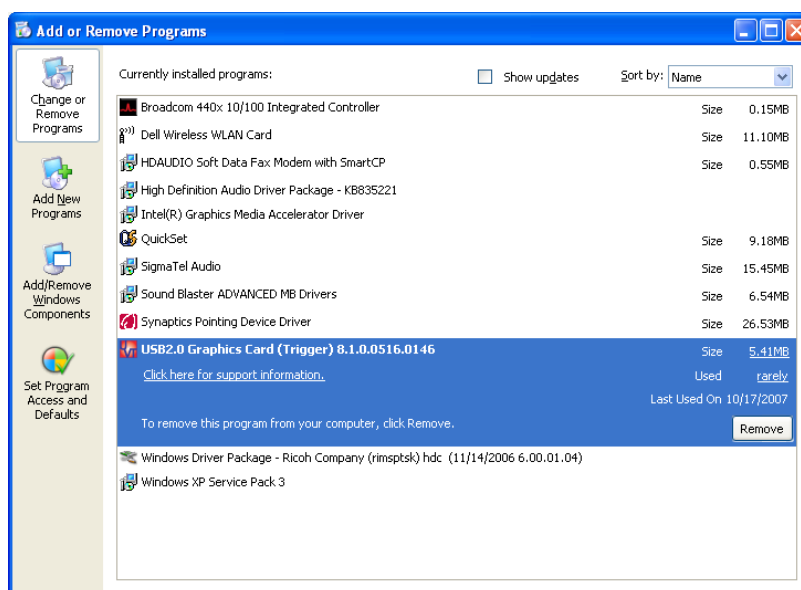 Add or Remove Programs
Change or
Remove
Programs
Add New
Programs
Add/Remove
Windows
Components
Set Program
Access and
Defaults
Currently installed programs: Show updates Sort by: Name
Broadcom 440x 10/100 Integrated Controller Size 0.15MB
Dell Wireless WLAN Card Size 11.10MB
HDAUDIO Soft Data Fax Modem with SmartCP Size 0.55MB
High Definition Audio Driver Package - KB835221
Intel(R) Graphics Media Accelerator Driver
QuickSet Size 9.18MB
SigmaTel Audio Size 15.45MB
Sound Blaster ADVANCED MB Drivers Size 6.54MB
Synaptics Pointing Device Driver Size 26.53MB
USB2.0 Graphics Card (Trigger) 8.1.0.0516.0146 Size 5.41MB
Click here for support information. Used rarely
Last Used On 10/17/2007
To remove this program from your computer, click Remove. Remove
Windows Driver Package - Ricoh Company (rimsptsk) hdc (11/14/2006 6.00.01.04)
Windows XP Service Pack 3